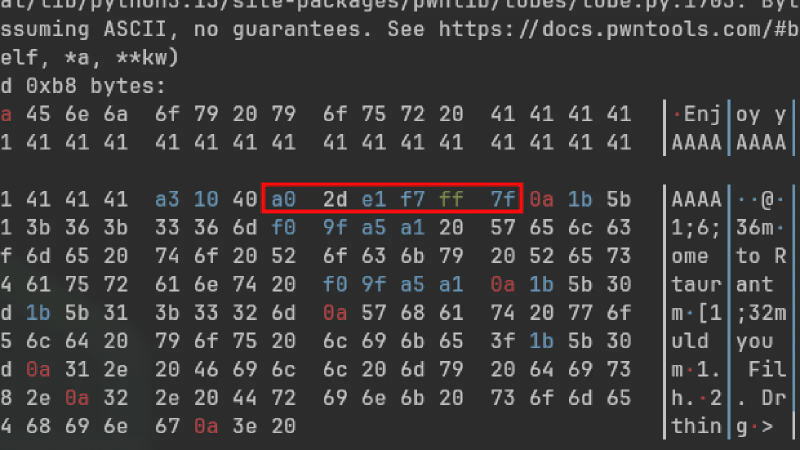 at/lib/python3.13/site-packages/pwnlib/tubes/tube.py:1703: Byt
ssuming ASCII, no guarantees. See https://docs.pwntools.com/#b
elf, *a, **kw)
d 0xb8 bytes:
a 45 6e 6a 6f 79 20 79 6f 75 72 20 41 41 41 41 │·Enj│oy y│
1 41 41 41 41 41 41 41 41 41 41 41 41 41 41 41 │AAAA│AAAA│
1 41 41 41 a3 10 40 a0 2d e1 f7 ff 7f 0a 1b 5b │AAAA│··@·
1 3b 36 3b 33 36 6d f0 9f a5 a1 20 57 65 6c 63 │1;6;│36m·
f 6d 65 20 74 6f 20 52 6f 63 6b 79 20 52 65 73 │ome │to R
4 61 75 72 61 6e 74 20 f0 9f a5 a1 0a 1b 5b 30 │taur│ant
d 1b 5b 31 3b 33 32 6d 0a 57 68 61 74 20 77 6f │m·[1│;32m
5 6c 64 20 79 6f 75 20 6c 69 6b 65 3f 1b 5b 30 │uld │you
d 0a 31 2e 20 46 69 6c 6c 20 6d 79 20 64 69 73 │m·1.│ Fil
8 2e 0a 32 2e 20 44 72 69 6e 6b 20 73 6f 6d 65 │h.·2│. Dr
4 68 69 6e 67 0a 3e 20 │thin│g·>